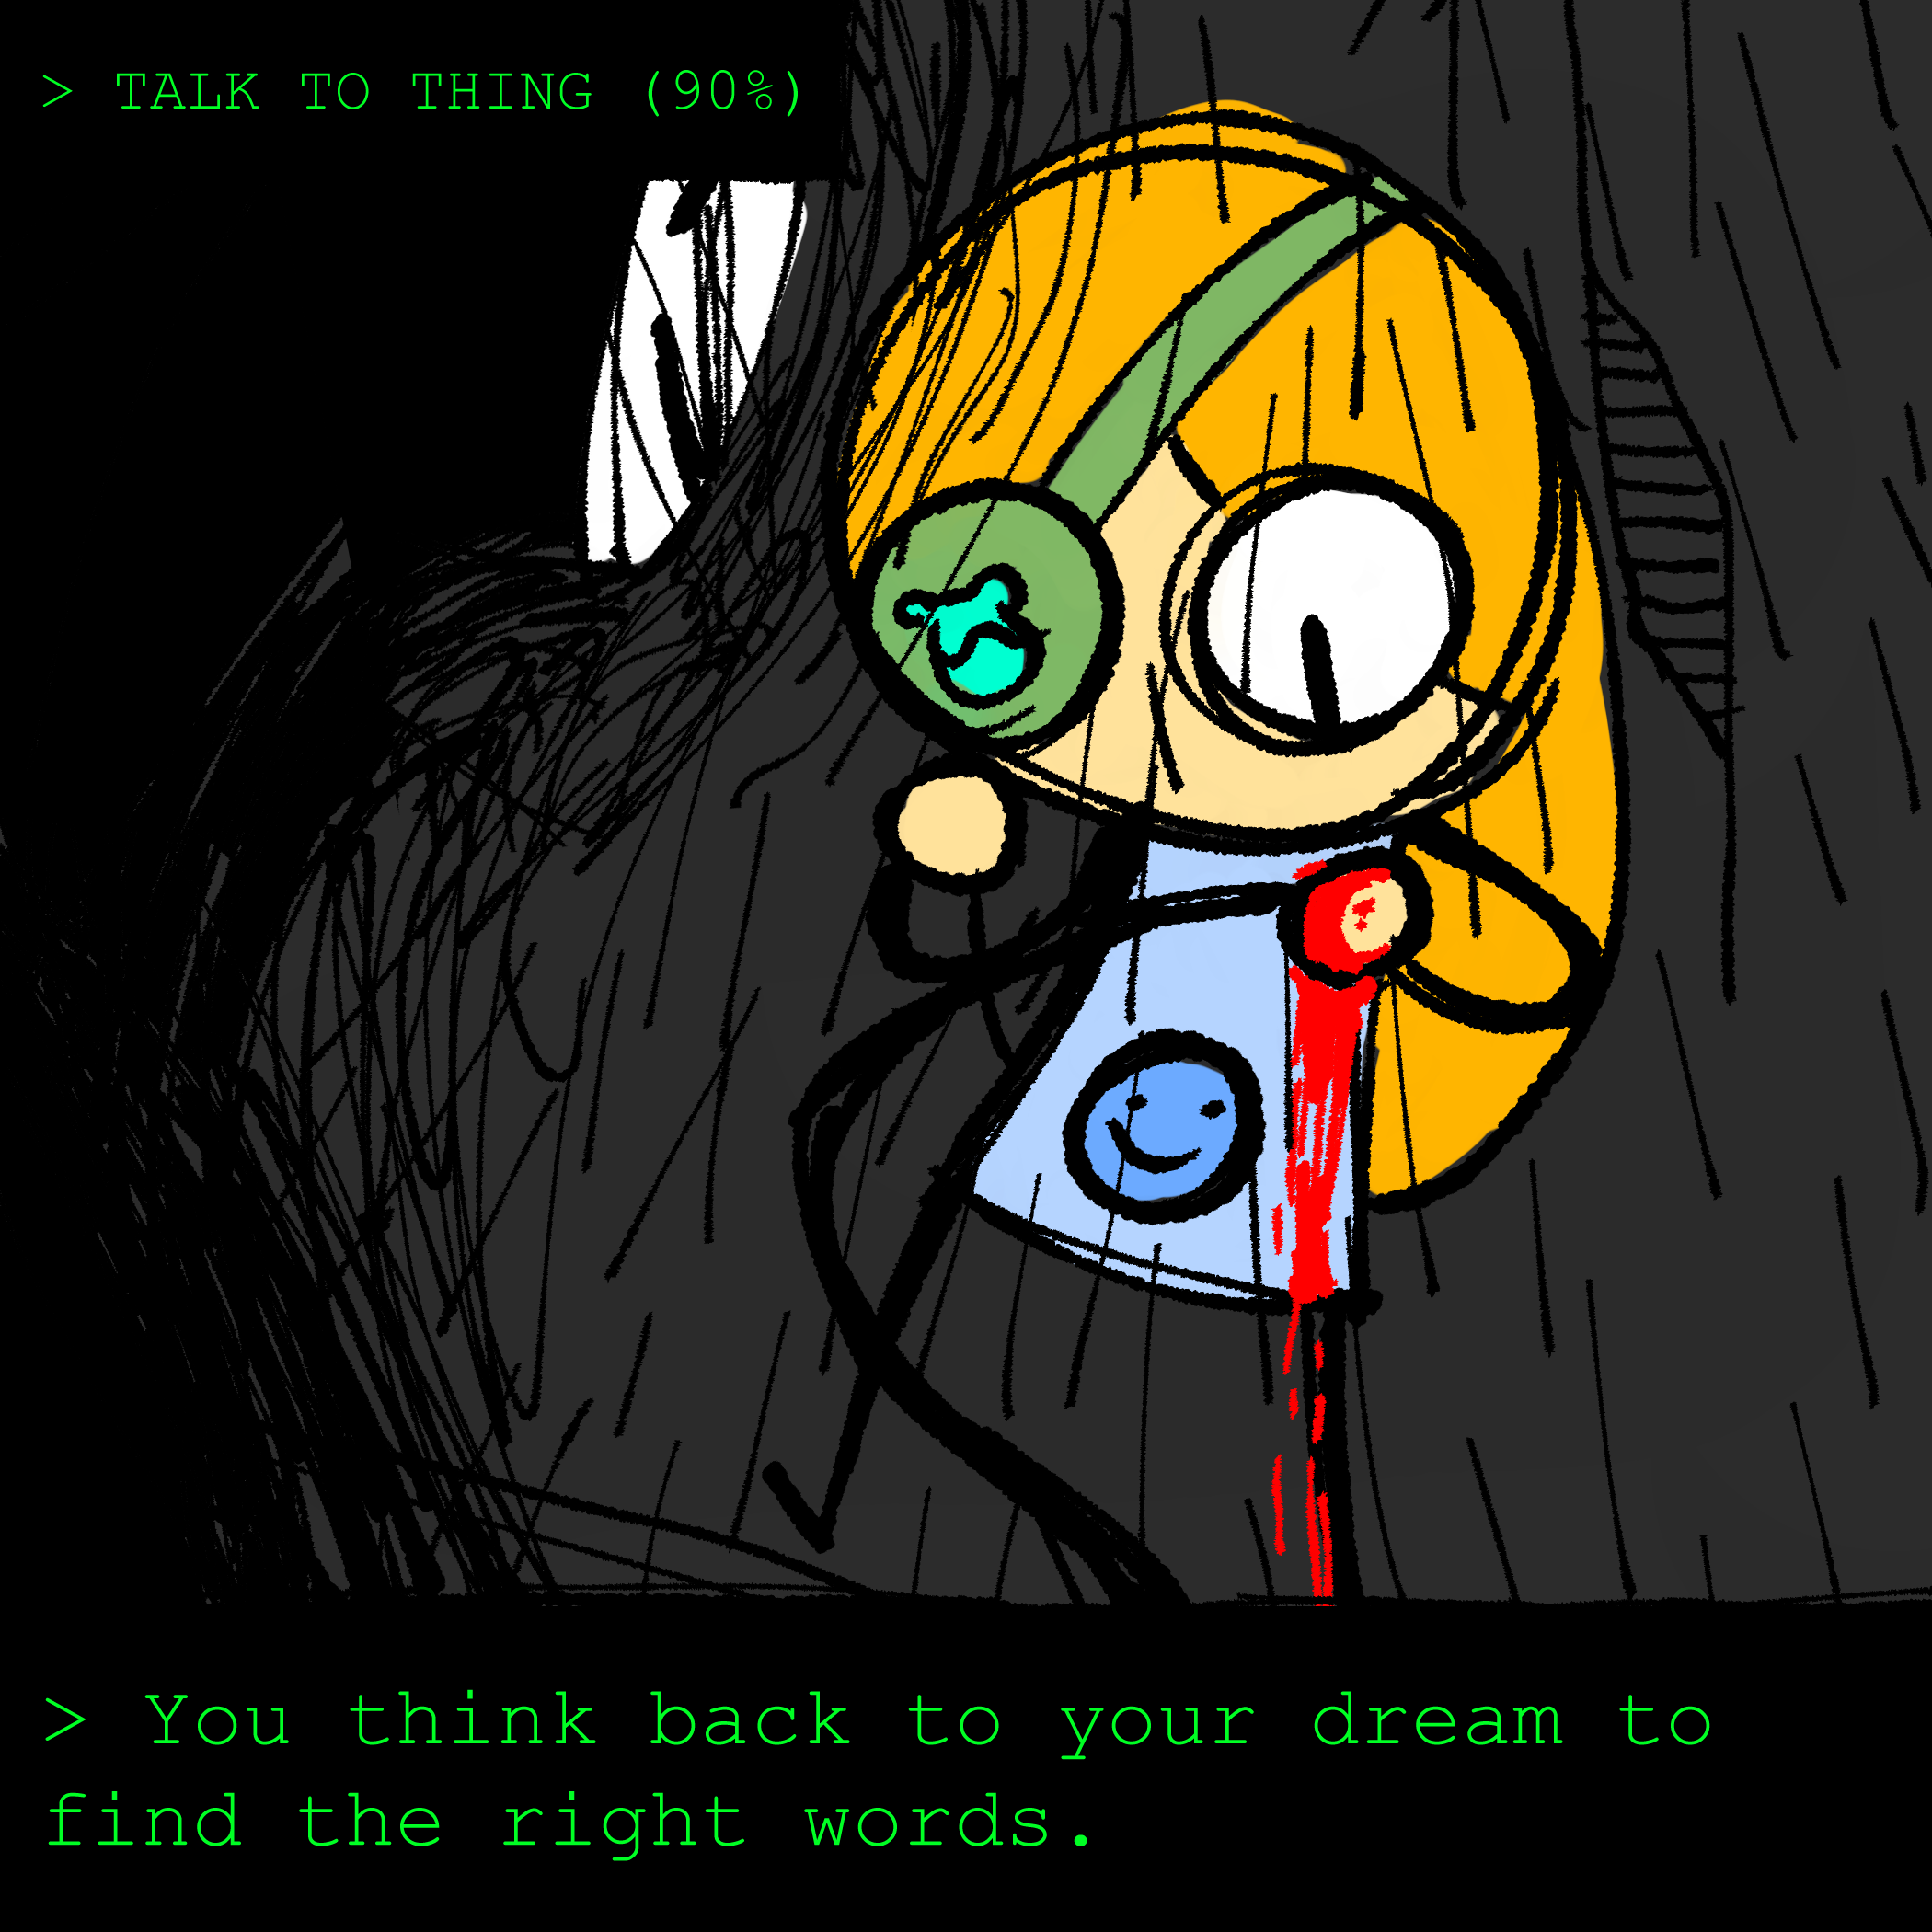 > TALK TO THING (90%)
> You think back to your dream to
find the right words.